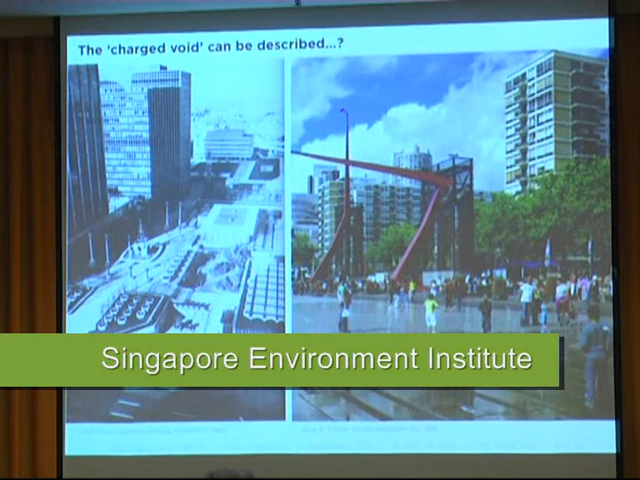 The 'charged void' can be described...?
Singapore Environment Institute